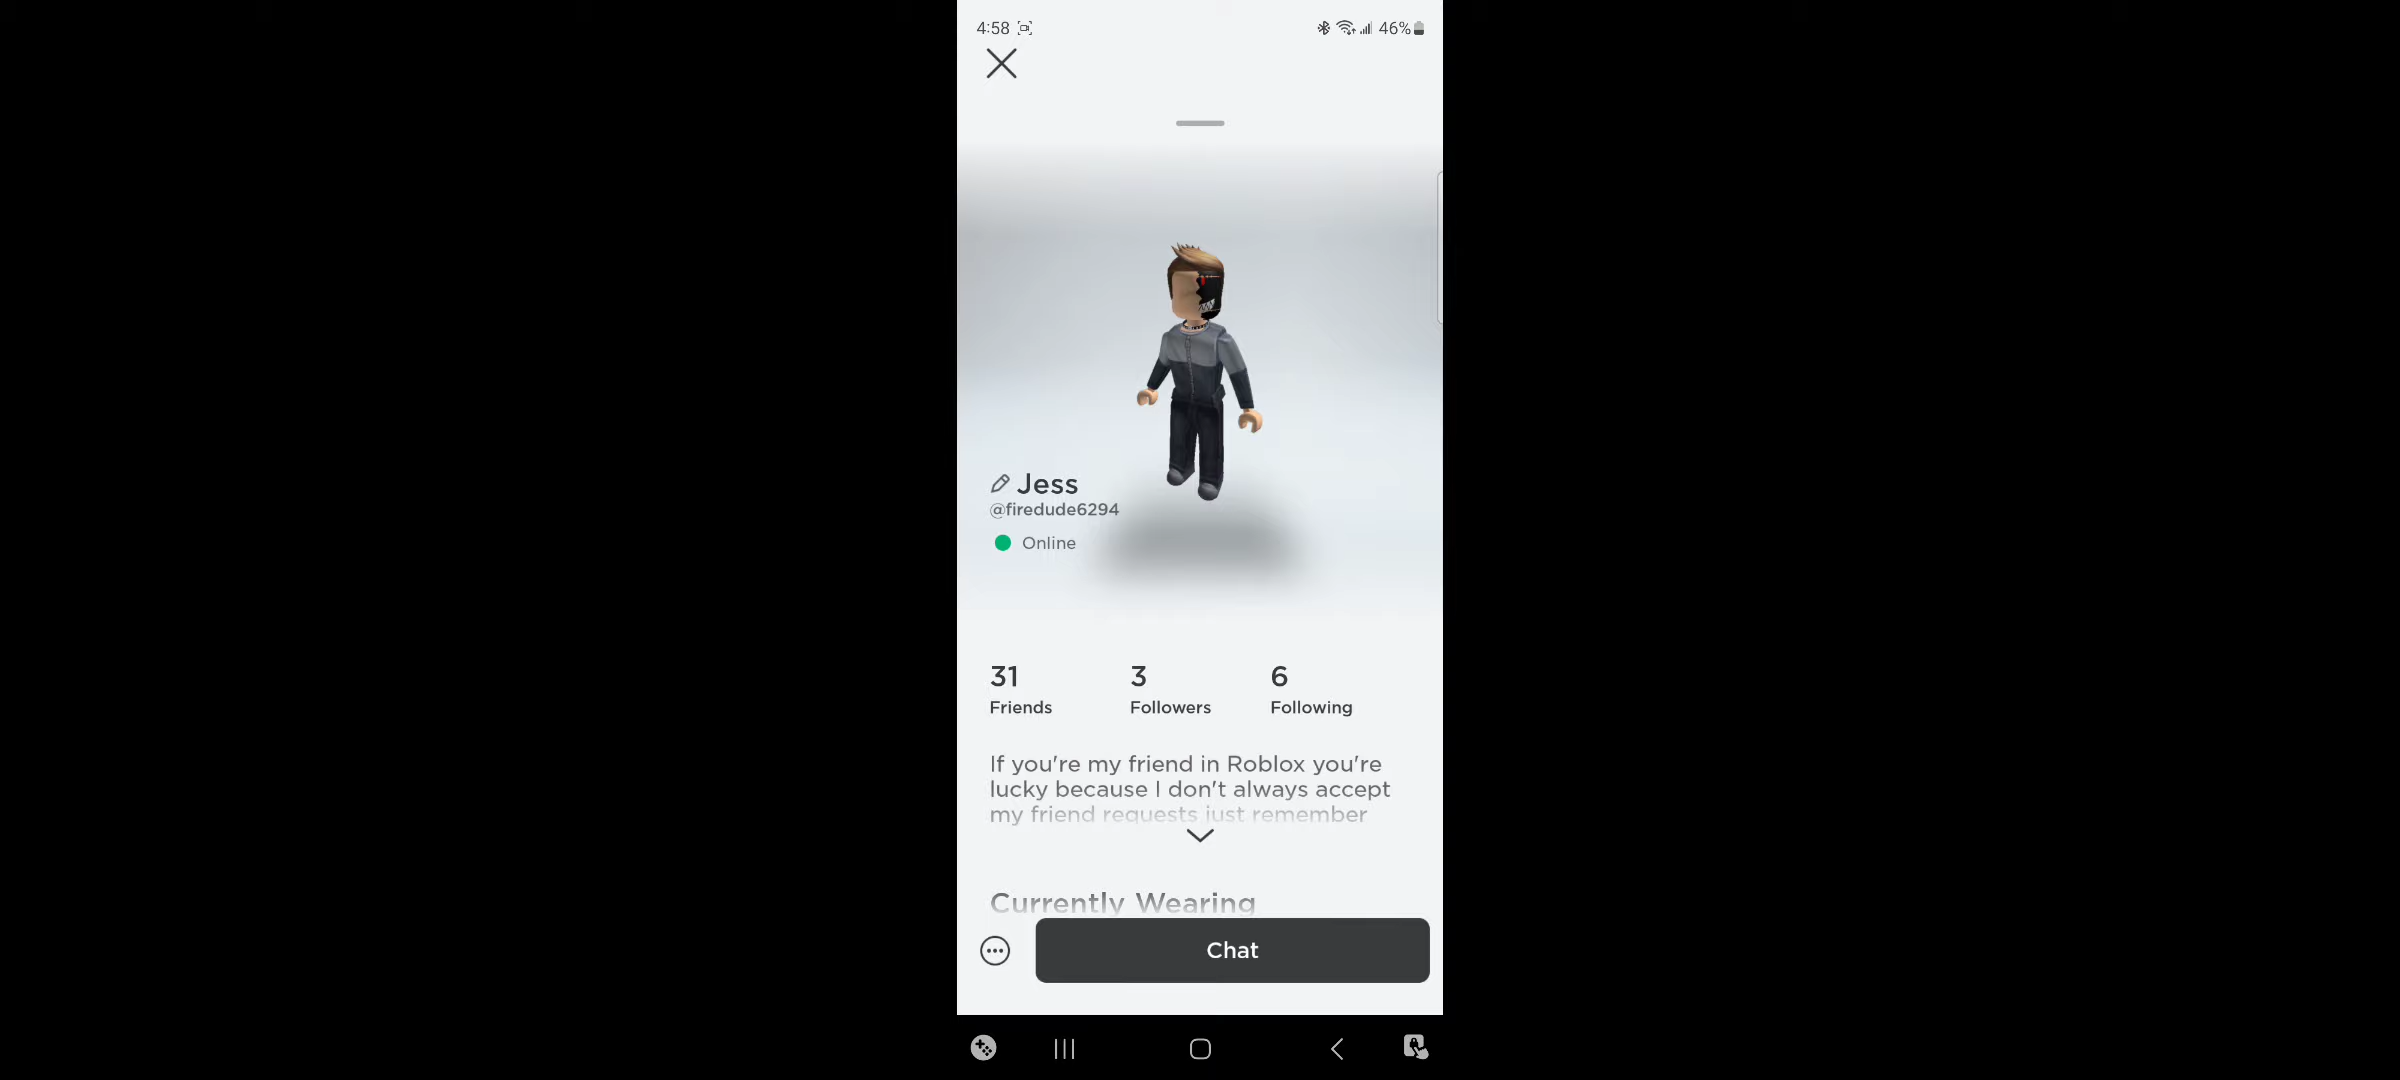 4:58
46%
Jess
@firedude6294
Online
31
3
6
Friends
Followers
Following
If you're my friend in Roblox you're
lucky because I don't always accept
my friend requests just remember
Currently Wearing
Chat